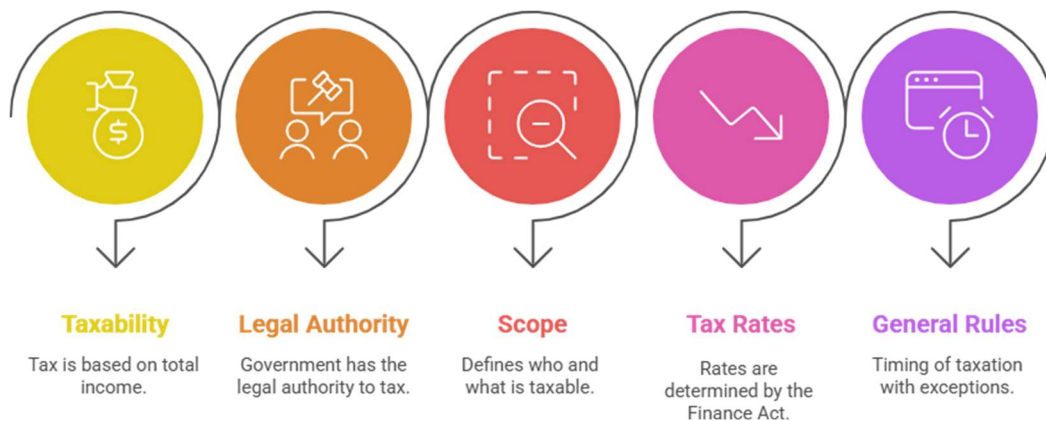 Taxability
Tax is based on total
income.
Legal Authority
Government has the
legal authority to tax.
Scope
Defines who and
what is taxable.
Tax Rates
Rates are
determined by the
Finance Act.
General Rules
Timing of taxation
with exceptions.